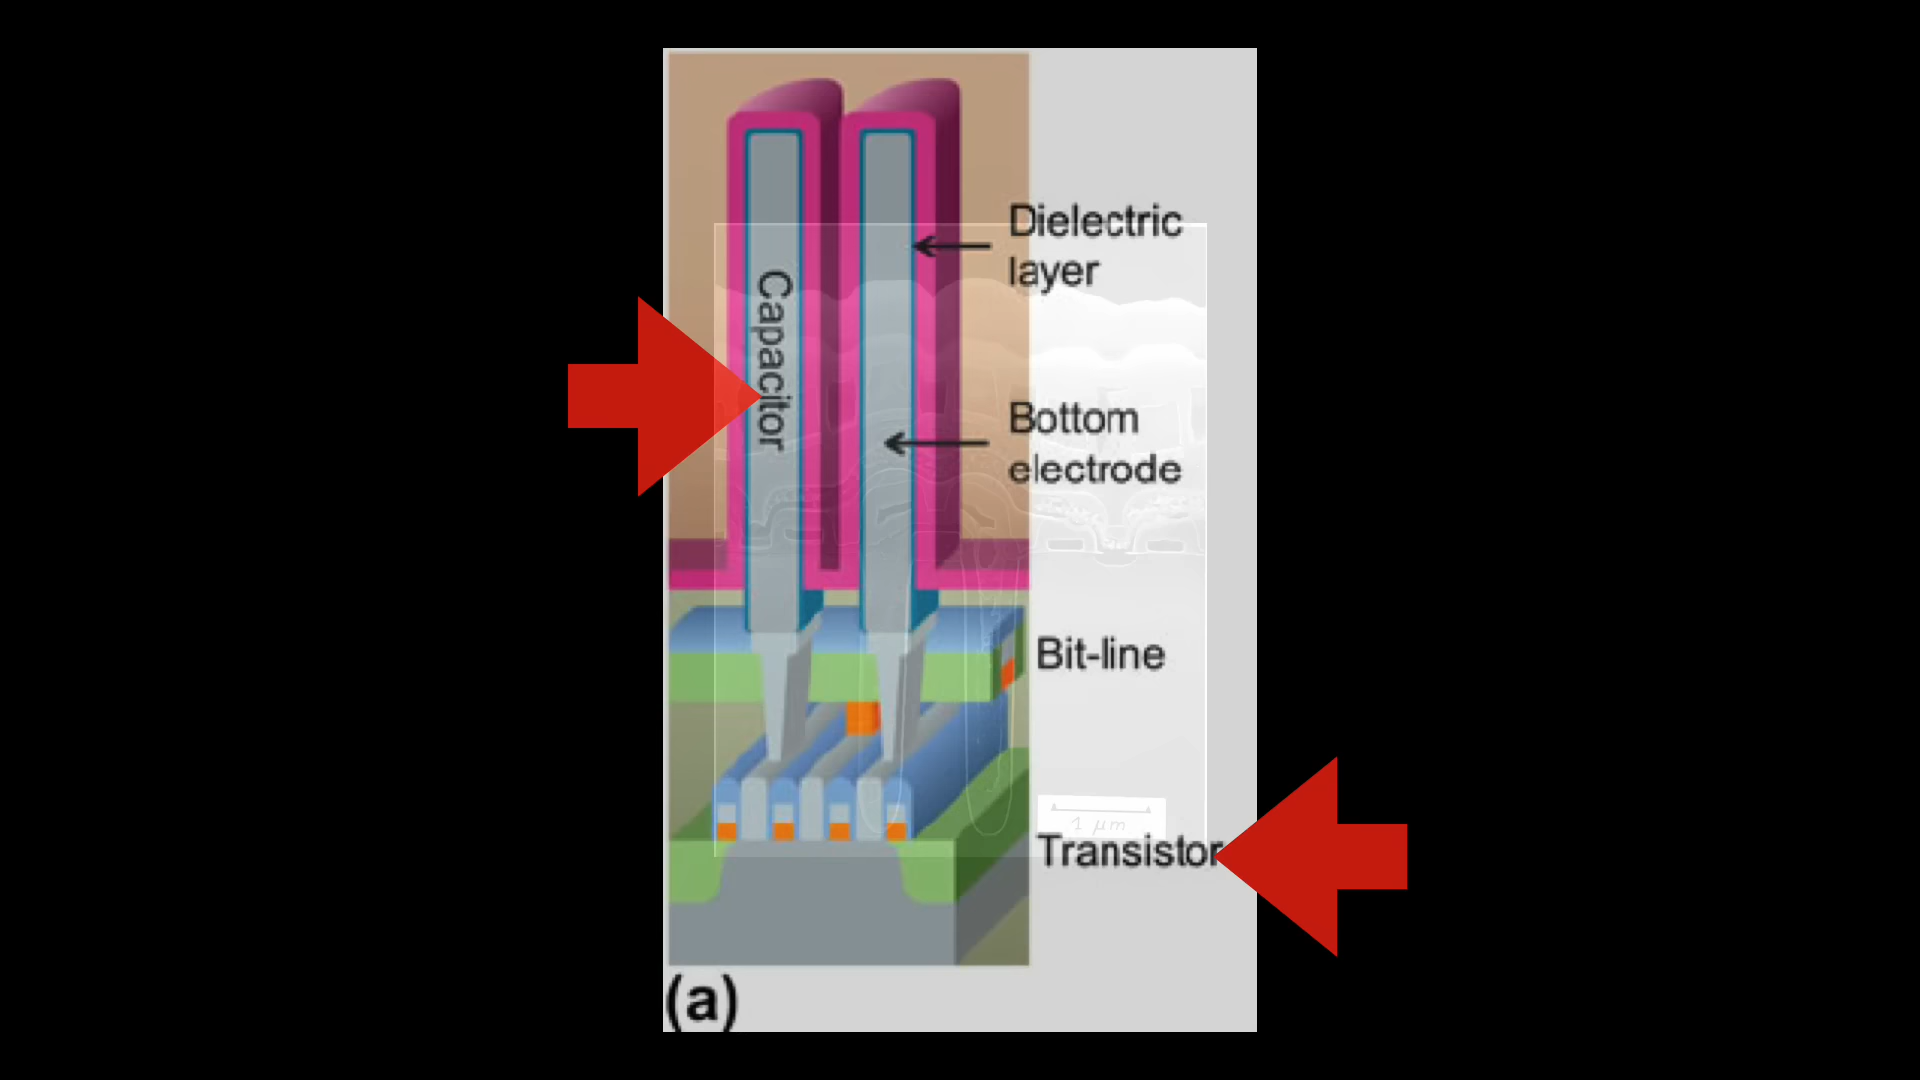 Dielectric
layer
Capacitor
Bottom
electrode
Bit-line
1 µm
Transistor
(a)